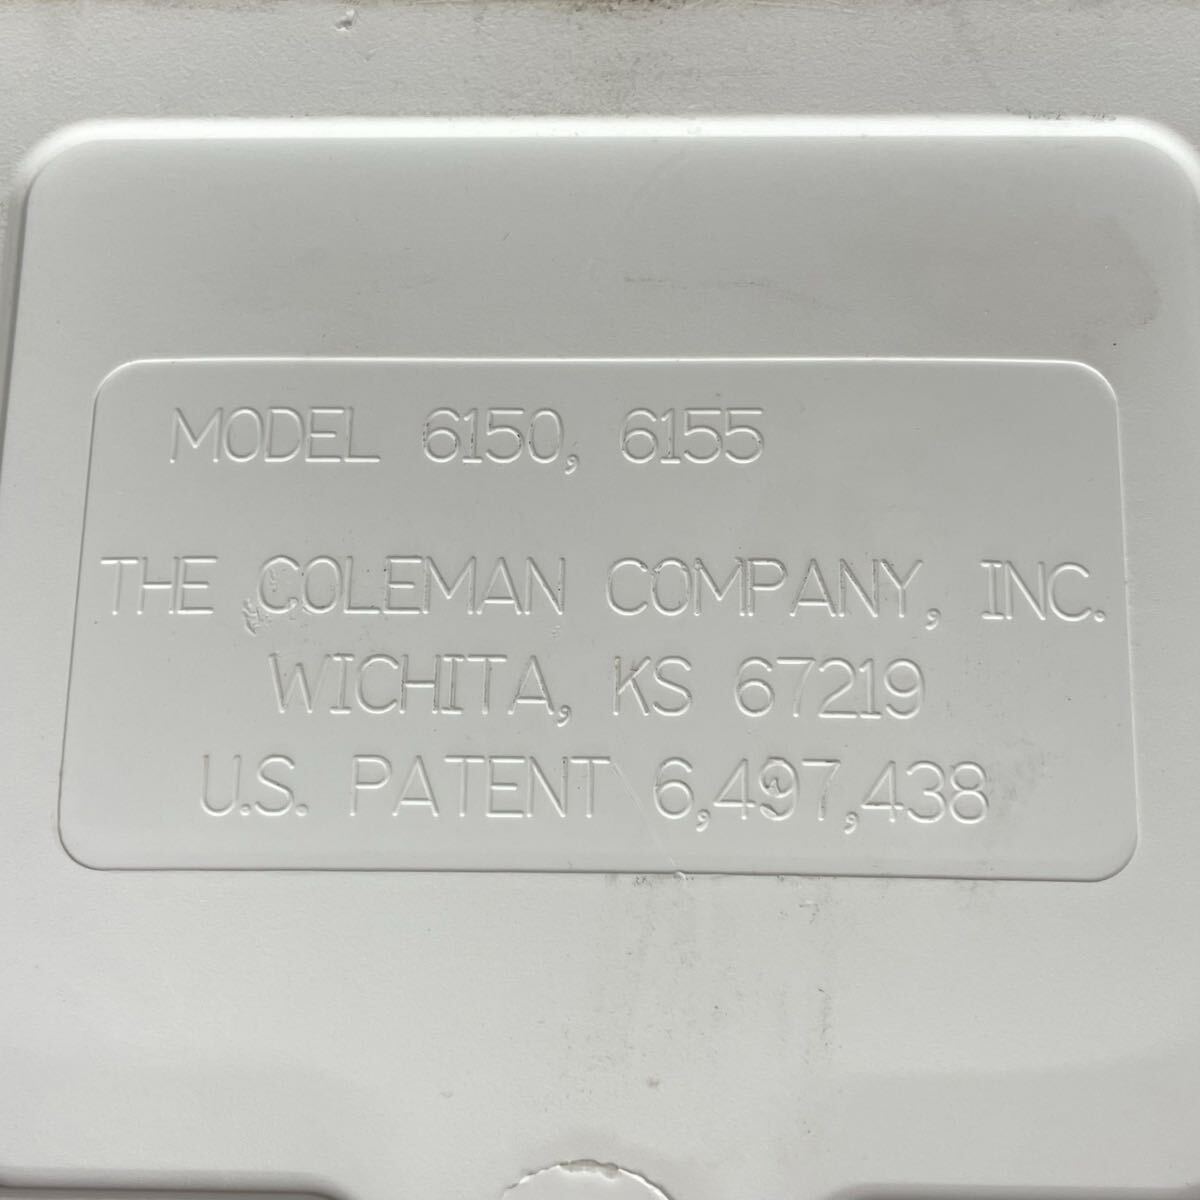 MODEL 6150, 6155
THE COLEMAN COMPANY, INC.
WICHITA, KS 67219
U.S. PATENT 6,497,438